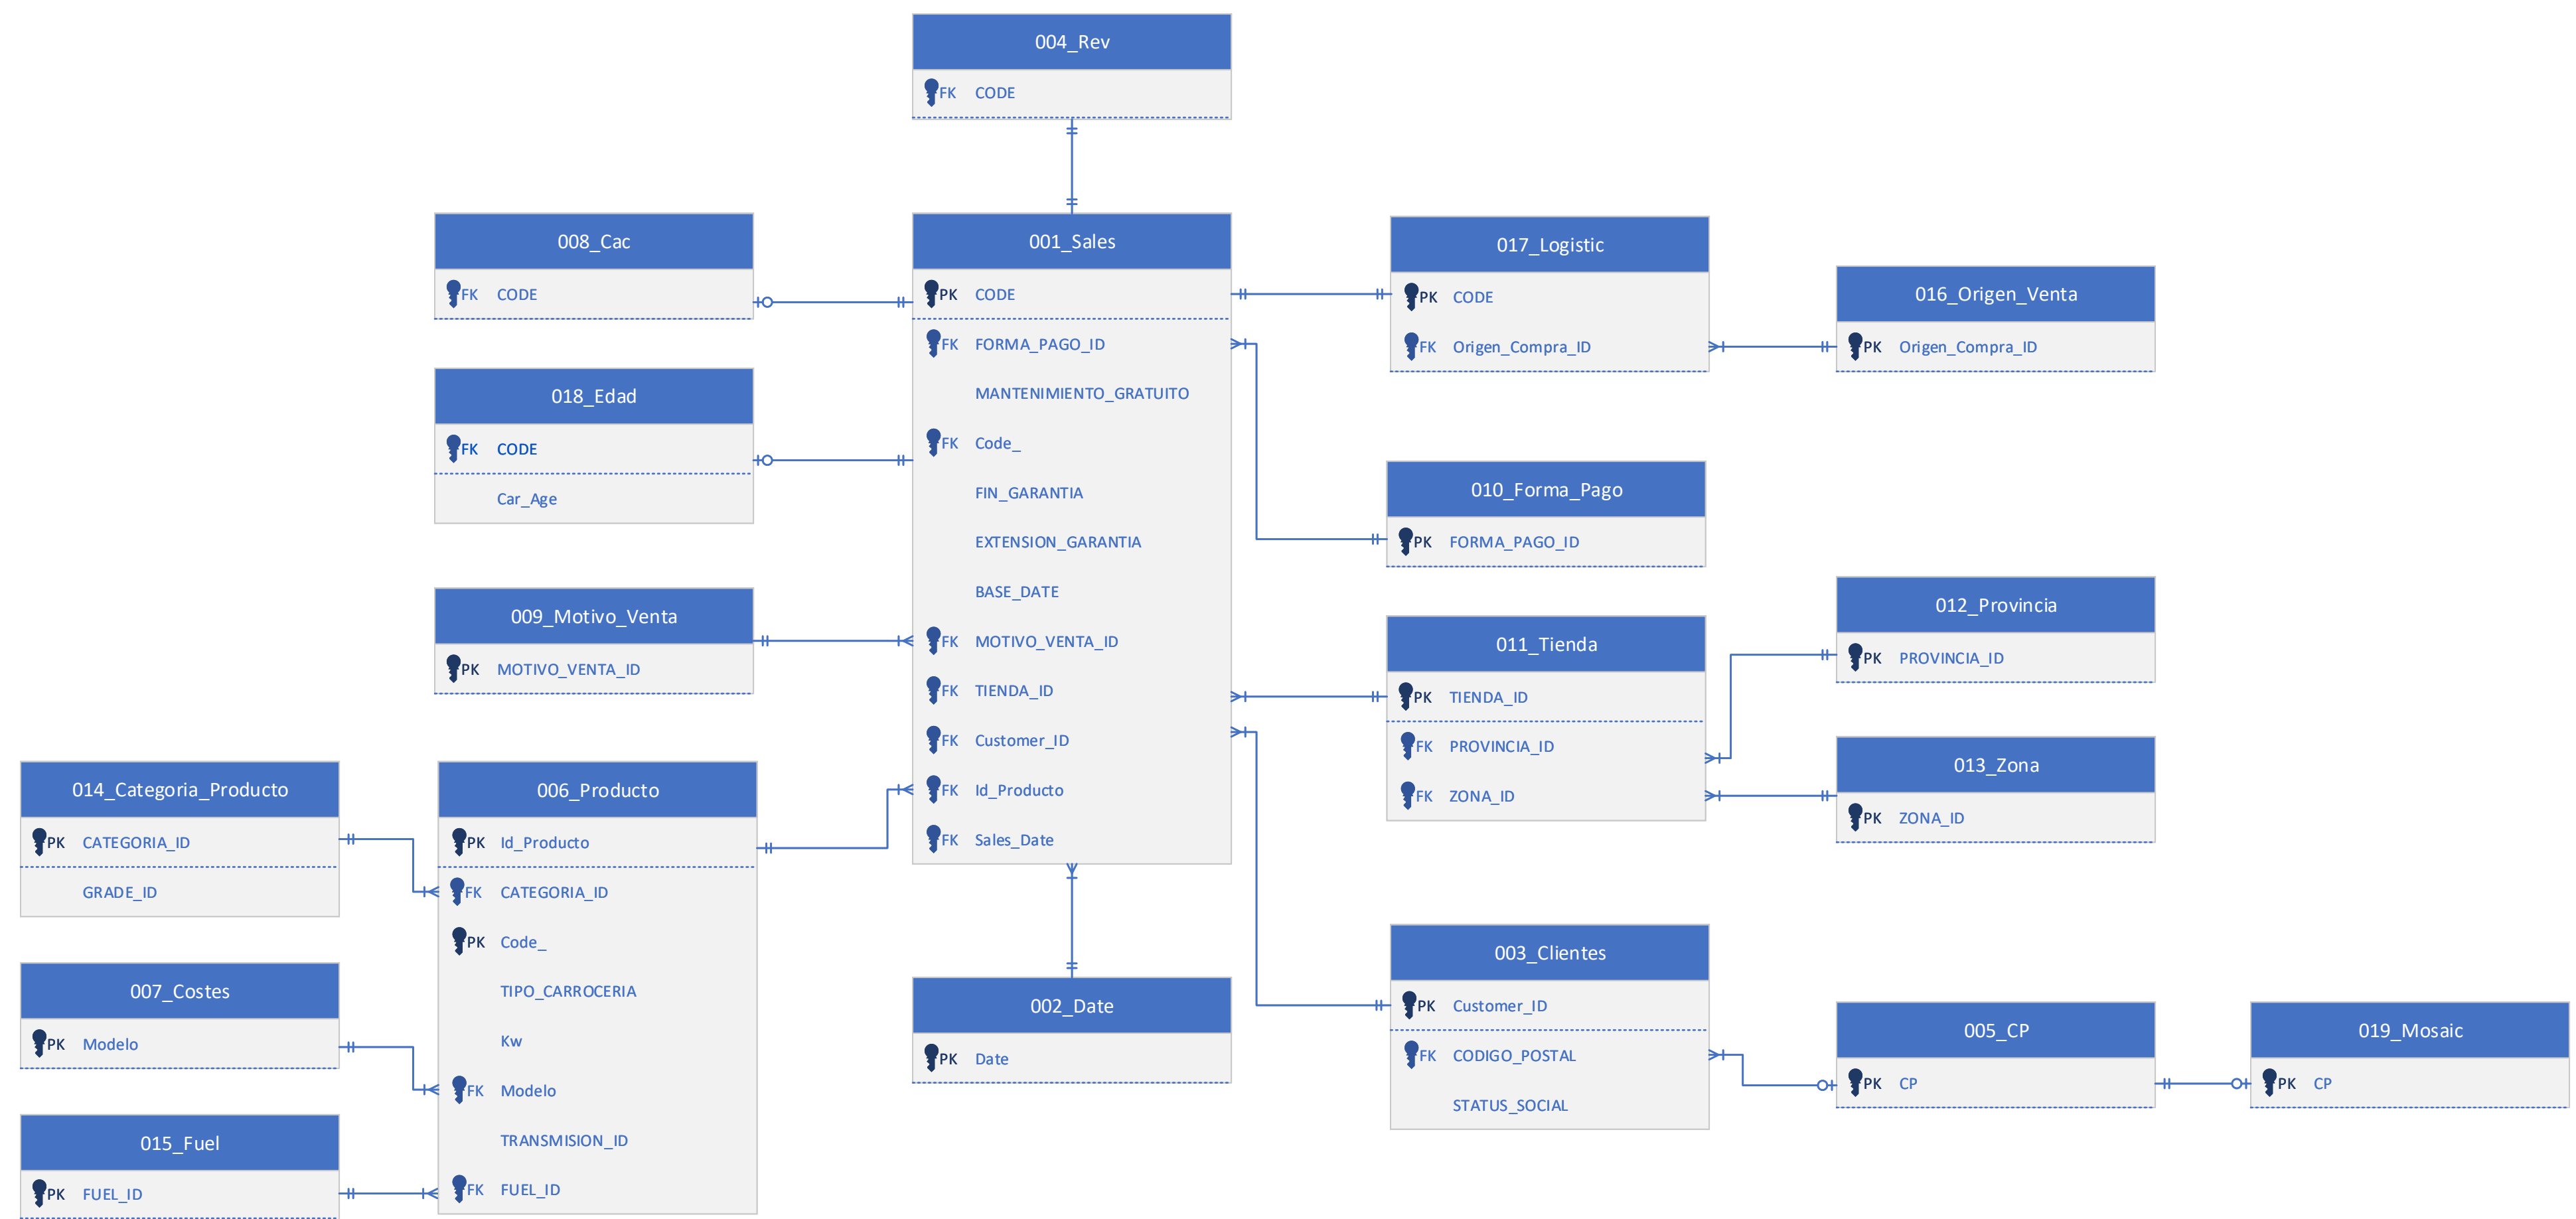 004_Rev
FK CODE
008_Cac
FK CODE
001_Sales
PK CODE
FK FORMA_PAGO_ID
MANTENIMIENTO_GRATUITO
FK Code_
FIN_GARANTIA
EXTENSION_GARANTIA
BASE_DATE
FK MOTIVO_VENTA_ID
FK TIENDA_ID
FK Customer_ID
FK Id_Producto
FK Sales_Date
017_Logistic
PK CODE
FK Origen_Compra_ID
016_Origen_Venta
PK Origen_Compra_ID
018_Edad
FK CODE
Car_Age
010_Forma_Pago
PK FORMA_PAGO_ID
009_Motivo_Venta
PK MOTIVO_VENTA_ID
011_Tienda
PK TIENDA_ID
FK PROVINCIA_ID
FK ZONA_ID
012_Provincia
PK PROVINCIA_ID
013_Zona
PK ZONA_ID
014_Categoria_Producto
PK CATEGORIA_ID
GRADE_ID
006_Producto
PK Id_Producto
FK CATEGORIA_ID
PK Code_
TIPO_CARROCERIA
Kw
FK Modelo
TRANSMISION_ID
FK FUEL_ID
007_Costes
PK Modelo
015_Fuel
PK FUEL_ID
002_Date
PK Date
003_Clientes
PK Customer_ID
FK CODIGO_POSTAL
STATUS_SOCIAL
005_CP
PK CP
019_Mosaic
PK CP